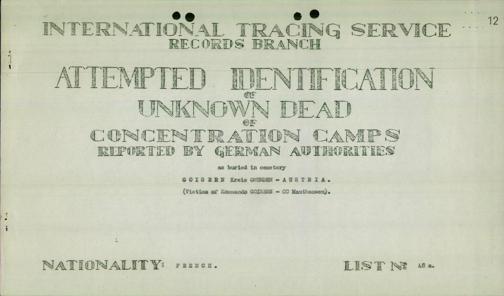 12
INTERNATIONAL TRACING SERVICE
RECORDS BRANCH
ATTEMPTED IDENTIFICATION
OF
UNKNOWN DEAD
OF
CONCENTRATION CAMPS
REPORTED BY GERMAN AUTHORITIES
as buried in cemetery
GOISERN Kreis GMUNDEN - AUSTRIA.
(Victims of Kommando GOISERN - CC Mauthausen).
NATIONALITY: FRENCH.
LIST Nº